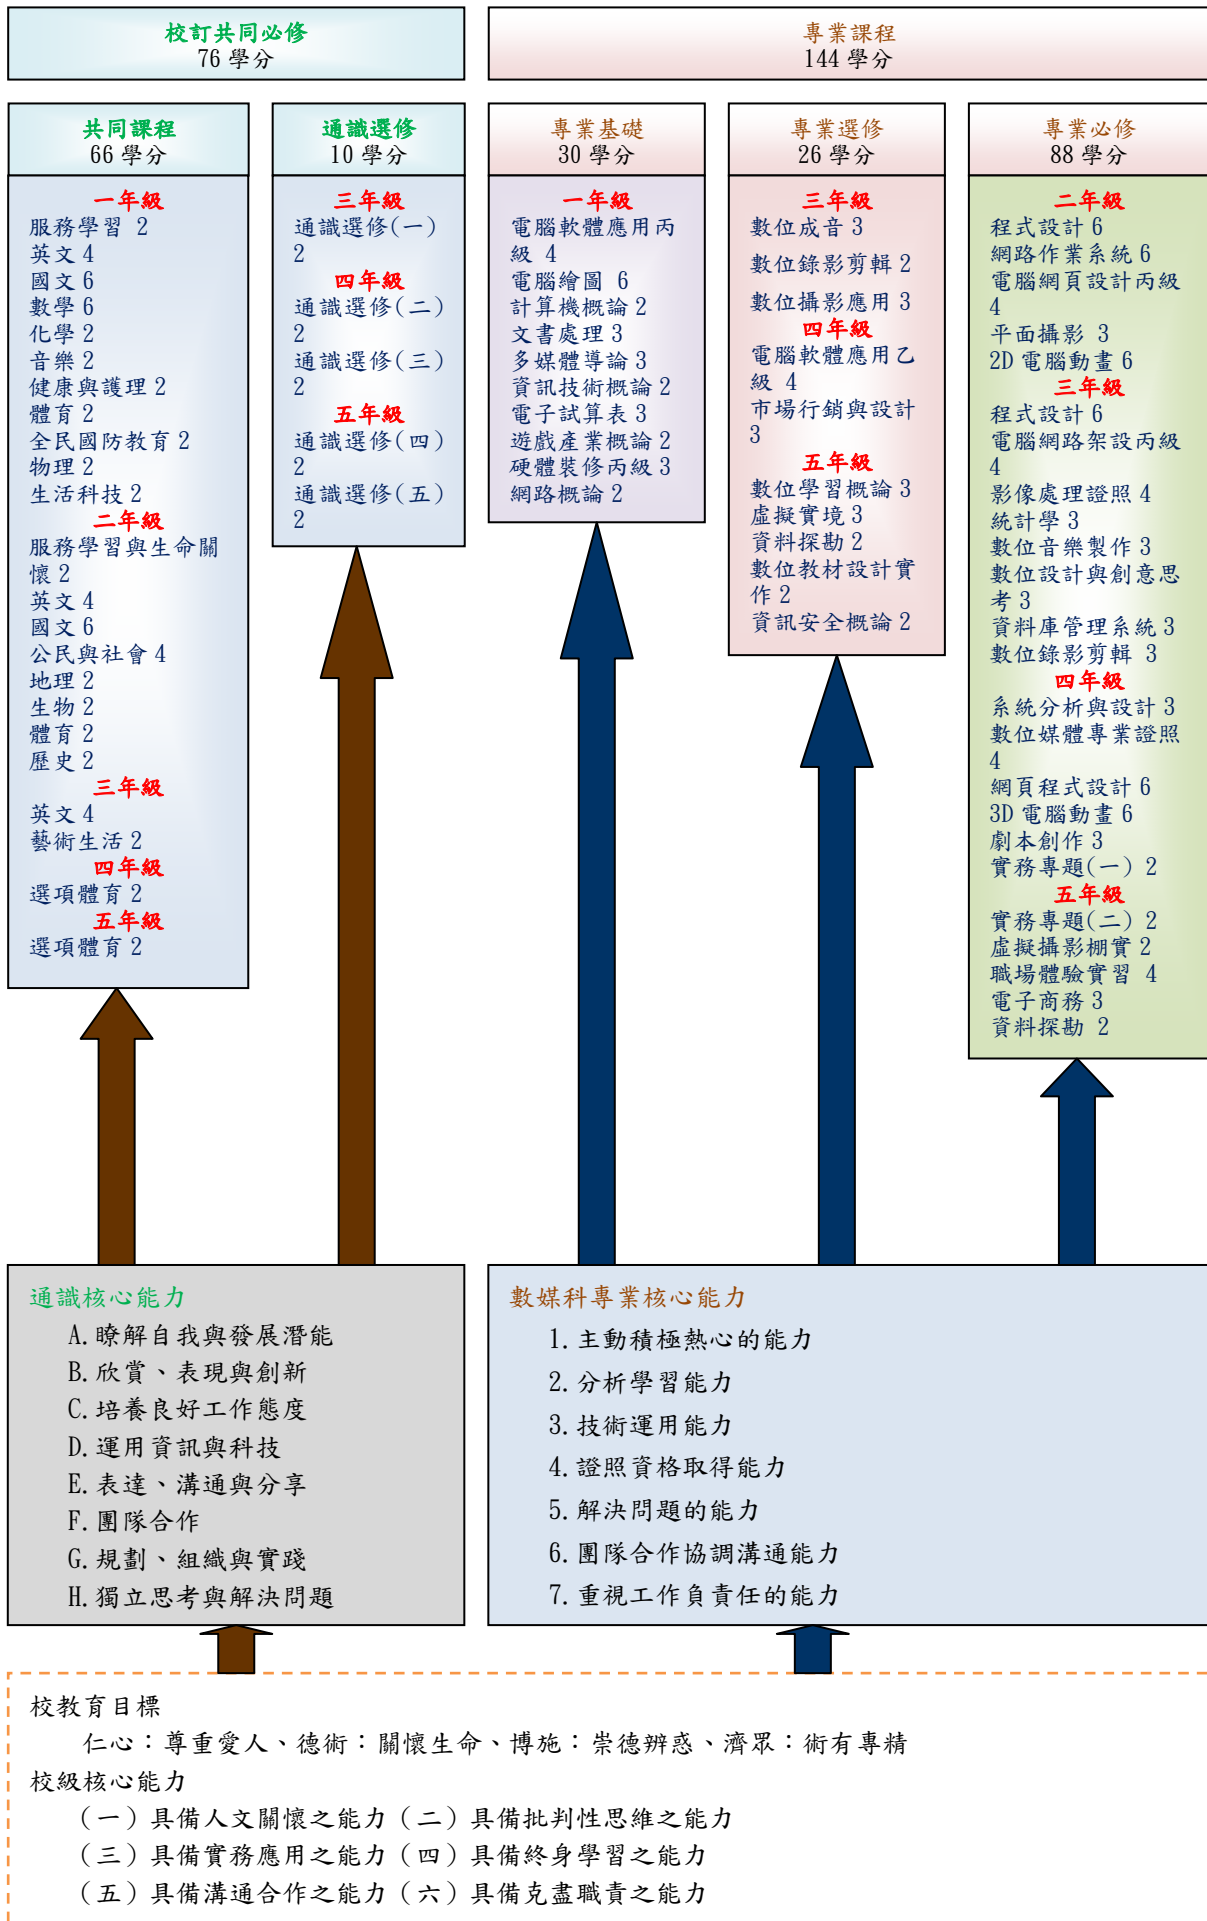 校訂共同必修
76 學分
專業課程
144 學分
共同課程
66 學分
一年級
服務學習 2
英文 4
國文 6
數學 6
化學 2
音樂 2
健康與護理 2
體育 2
全民國防教育 2
物理 2
生活科技 2
二年級
服務學習與生命關
懷 2
英文 4
國文 6
公民與社會 4
地理 2
生物 2
體育 2
歷史 2
三年級
英文 4
藝術生活 2
四年級
選項體育 2
五年級
選項體育 2
通識選修
10 學分
三年級
通識選修(一)
2
四年級
通識選修(二)
2
通識選修(三)
2
五年級
通識選修(四)
2
通識選修(五)
2
專業基礎
30 學分
一年級
電腦軟體應用丙
級 4
電腦繪圖 6
計算機概論 2
文書處理 3
多媒體導論 3
資訊技術概論 2
電子試算表 3
遊戲產業概論 2
硬體裝修丙級 3
網路概論 2
專業選修
26 學分
三年級
數位成音 3
數位錄影剪輯 2
數位攝影應用 3
四年級
電腦軟體應用乙
級 4
市場行銷與設計
3
五年級
數位學習概論 3
虛擬實境 3
資料探勘 2
數位教材設計實
作 2
資訊安全概論 2
專業必修
88 學分
二年級
程式設計 6
網路作業系統 6
電腦網頁設計丙級
4
平面攝影 3
2D 電腦動畫 6
三年級
程式設計 6
電腦網路架設丙級
4
影像處理證照 4
統計學 3
數位音樂製作 3
數位設計與創意思
考 3
資料庫管理系統 3
數位錄影剪輯 3
四年級
系統分析與設計 3
數位媒體專業證照
4
網頁程式設計 6
3D 電腦動畫 6
劇本創作 3
實務專題(一) 2
五年級
實務專題(二) 2
虛擬攝影棚實 2
職場體驗實習 4
電子商務 3
資料探勘 2
通識核心能力
A.瞭解自我與發展潛能
B.欣賞、表現與創新
C.培養良好工作態度
D.運用資訊與科技
E.表達、溝通與分享
F.團隊合作
G.規劃、組織與實踐
H.獨立思考與解決問題
數媒科專業核心能力
1.主動積極熱心的能力
2.分析學習能力
3.技術運用能力
4.證照資格取得能力
5.解決問題的能力
6.團隊合作協調溝通能力
7.重視工作負責任的能力
校教育目標
仁心：尊重愛人、德術：關懷生命、博施：崇德辨惑、濟眾：術有專精
校級核心能力
（一）具備人文關懷之能力（二）具備批判性思維之能力
（三）具備實務應用之能力（四）具備終身學習之能力
（五）具備溝通合作之能力（六）具備克盡職責之能力